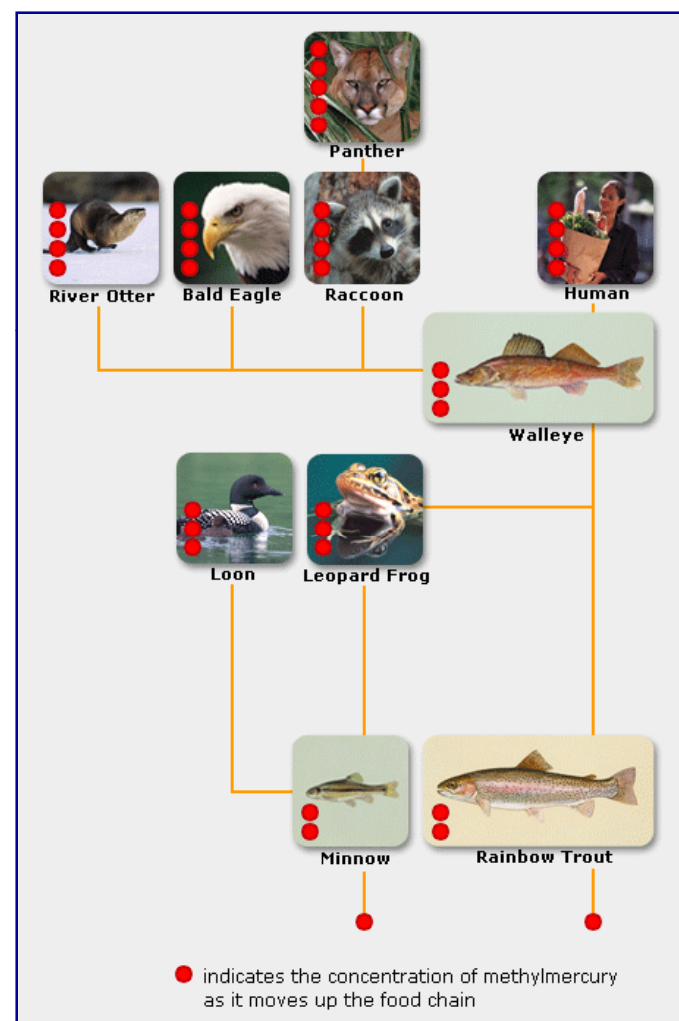 Panther
River Otter
Bald Eagle
Raccoon
Human
Walleye
Loon
Leopard Frog
Minnow
Rainbow Trout
indicates the concentration of methylmercury
as it moves up the food chain